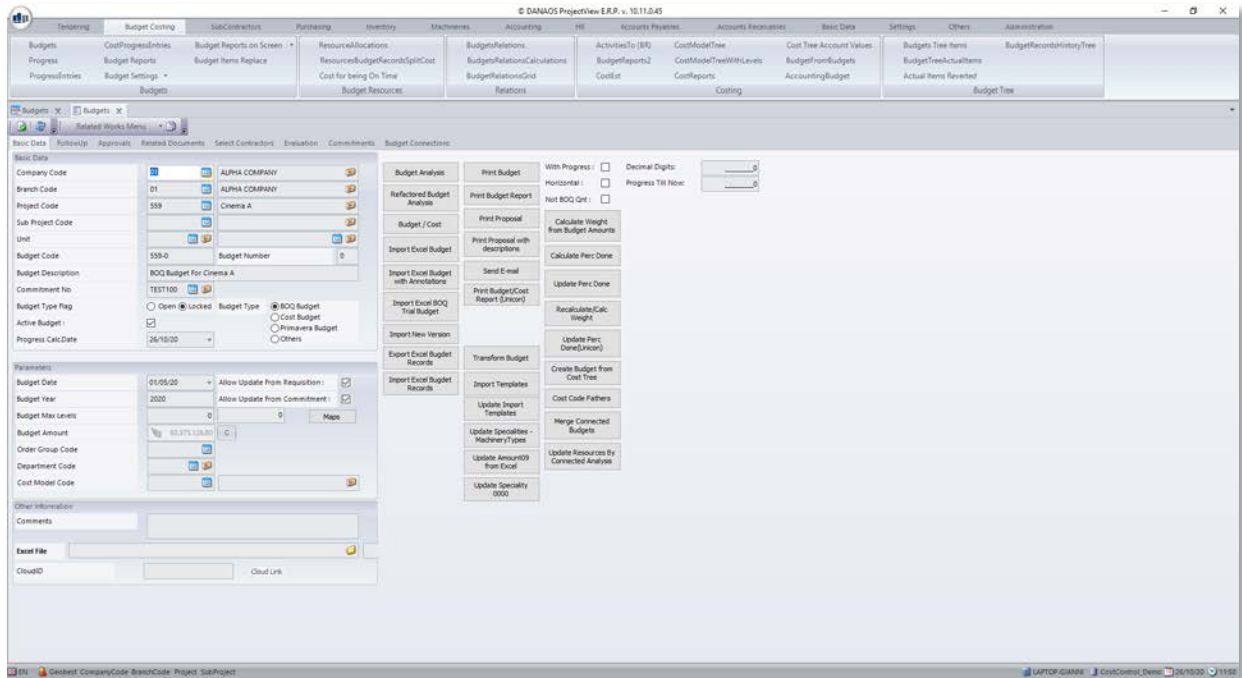 © DANAOS ProjectView E.R.P. v. 10.11.0.45
Tendering Budget Costing SubContractors Purchasing Inventory Machineries Accounting HR Accounts Payables Accounts Receivables Basic Data Settings Others Administration
Budgets CostProgressEntries Budget Reports on Screen ResourceAllocations BudgetsRelations ActivitiesTo (BR) CostModelTree Cost Tree Account Values Budgets Tree Items BudgetRecordsHistoryTree
Progress Budget Reports Budget Items Replace ResourcesBudgetRecordsSplitCost BudgetsRelationsCalculations BudgetReports2 CostModelTreeWithLevels BudgetFromBudgets BudgetTreeActualItems
ProgressEntries Budget Settings Cost for being On Time BudgetRelationsGrid CostEst CostReports AccountingBudget Actual Items Reverted
Budgets Budget Resources Relations Costing Budget Tree
Budgets Budgets
Related Works Menu
Basic Data FollowUp Approvals Related Documents Select Contractors Evaluation Commitments Budget Connections
Basic Data
Company Code 01 ALPHA COMPANY
Branch Code 01 ALPHA COMPANY
Project Code 559 Cinema A
Sub Project Code
Unit
Budget Code 559-0 Budget Number 0
Budget Description BOQ Budget For Cinema A
Commitment No TEST100
Budget Type Flag Open Locked Budget Type BOQ Budget
Cost Budget
Active Budget : Primavera Budget
Progress Calc.Date 26/10/20 Others
Parameters
Budget Date 01/05/20 Allow Update From Requisition :
Budget Year 2020 Allow Update From Commitment :
Budget Max Levels 0 0 Maps
Budget Amount C
Order Group Code
Department Code
Cost Model Code
Other Information
Comments
Excel File
CloudID Cloud Link
Budget Analysis
Refactored Budget
Analysis
Budget / Cost
Import Excel Budget
Import Excel Budget
with Annotations
Import Excel BOQ
Trial Budget
Import New Version
Export Excel Bugdet
Records
Import Excel Bugdet
Records
Print Budget
Print Budget Report
Print Proposal
Print Proposal with
descriptions
Send E-mail
Print Budget/Cost
Report (Unicon)
Transform Budget
Import Templates
Update Import
Templates
Update Specialities -
MachineryTypes
Update Amount09
from Excel
Update Speciality
0000
With Progress : Decimal Digits: 0
Horizontal : Progress Till Now: 0
Not BOQ Qnt :
Calculate Weight
from Budget Amounts
Calculate Perc Done
Update Perc Done
Recalculate/Calc
Weight
Update Perc
Done(Unicon)
Create Budget from
Cost Tree
Cost Code Fathers
Merge Connected
Budgets
Update Resources By
Connected Analysis
EN Geobest CompanyCode BranchCode Project SubProject LAPTOP-GIANNI CostControl_Demo 26/10/20 11:50